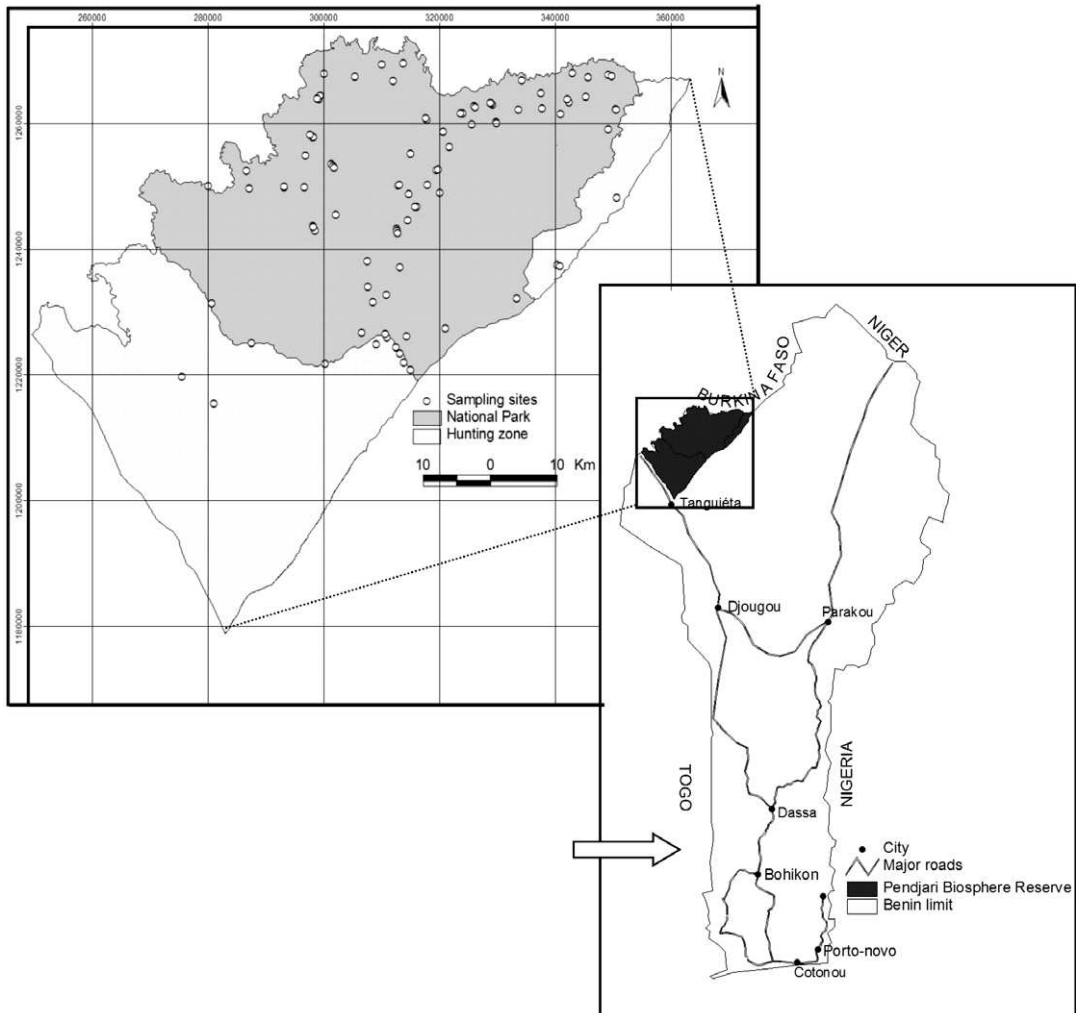 260000 280000 300000 320000 340000 360000
N
1260000
1240000
1220000
1200000
1180000
Sampling sites
National Park
Hunting zone
10 0 10 Km
BURKINA FASO
NIGER
Tanguiéta
Djougou
Parakou
TOGO
NIGERIA
Dassa
City
Major roads
Bohikon
Pendjari Biosphere Reserve
Benin limit
Porto-novo
Cotonou